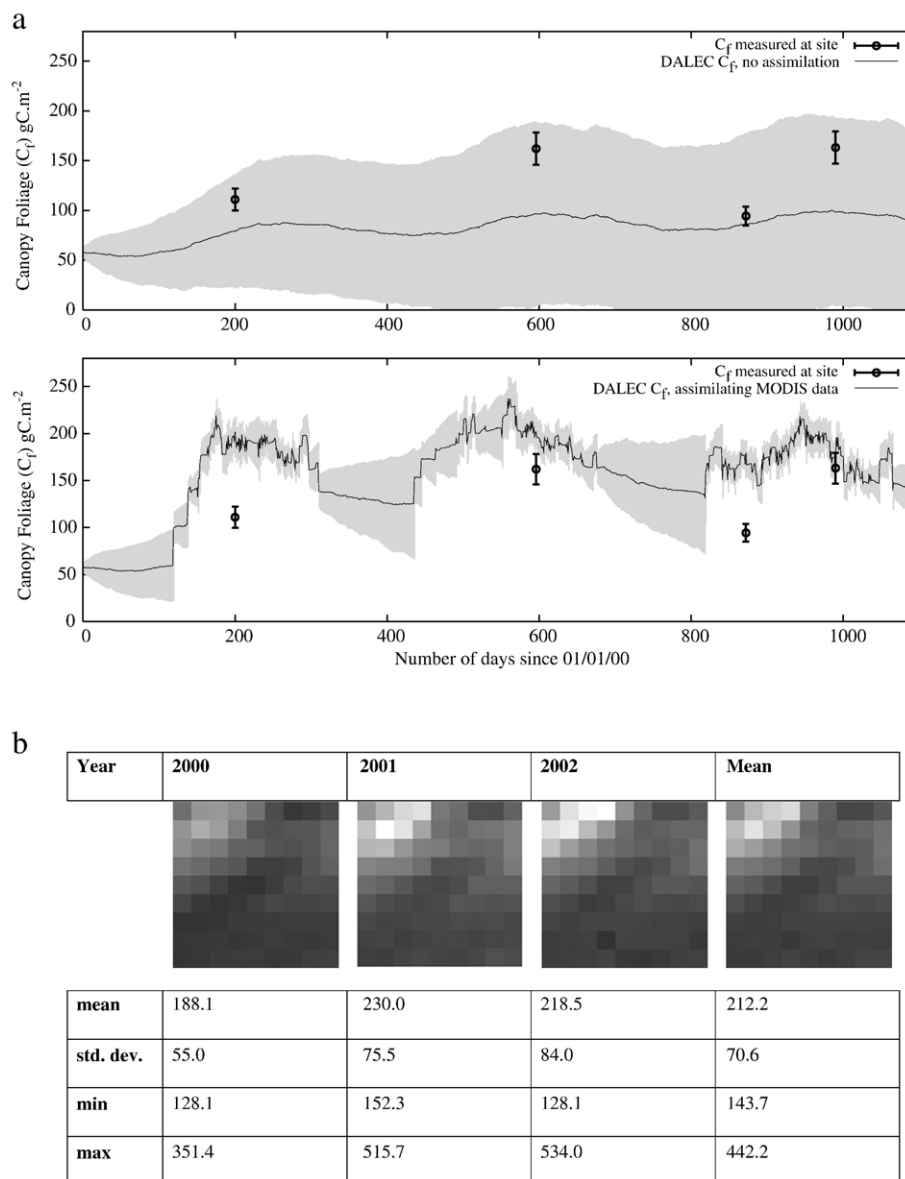 a
C_f measured at site
DALEC C_f, no assimilation
Canopy Foliage (C_f) gC.m⁻²
250
200
150
100
50
0
0 200 400 600 800 1000
C_f measured at site
DALEC C_f, assimilating MODIS data
Canopy Foliage (C_f) gC.m⁻²
250
200
150
100
50
0
0 200 400 600 800 1000
Number of days since 01/01/00
b
Year 2000 2001 2002 Mean
mean 188.1 230.0 218.5 212.2
std. dev. 55.0 75.5 84.0 70.6
min 128.1 152.3 128.1 143.7
max 351.4 515.7 534.0 442.2